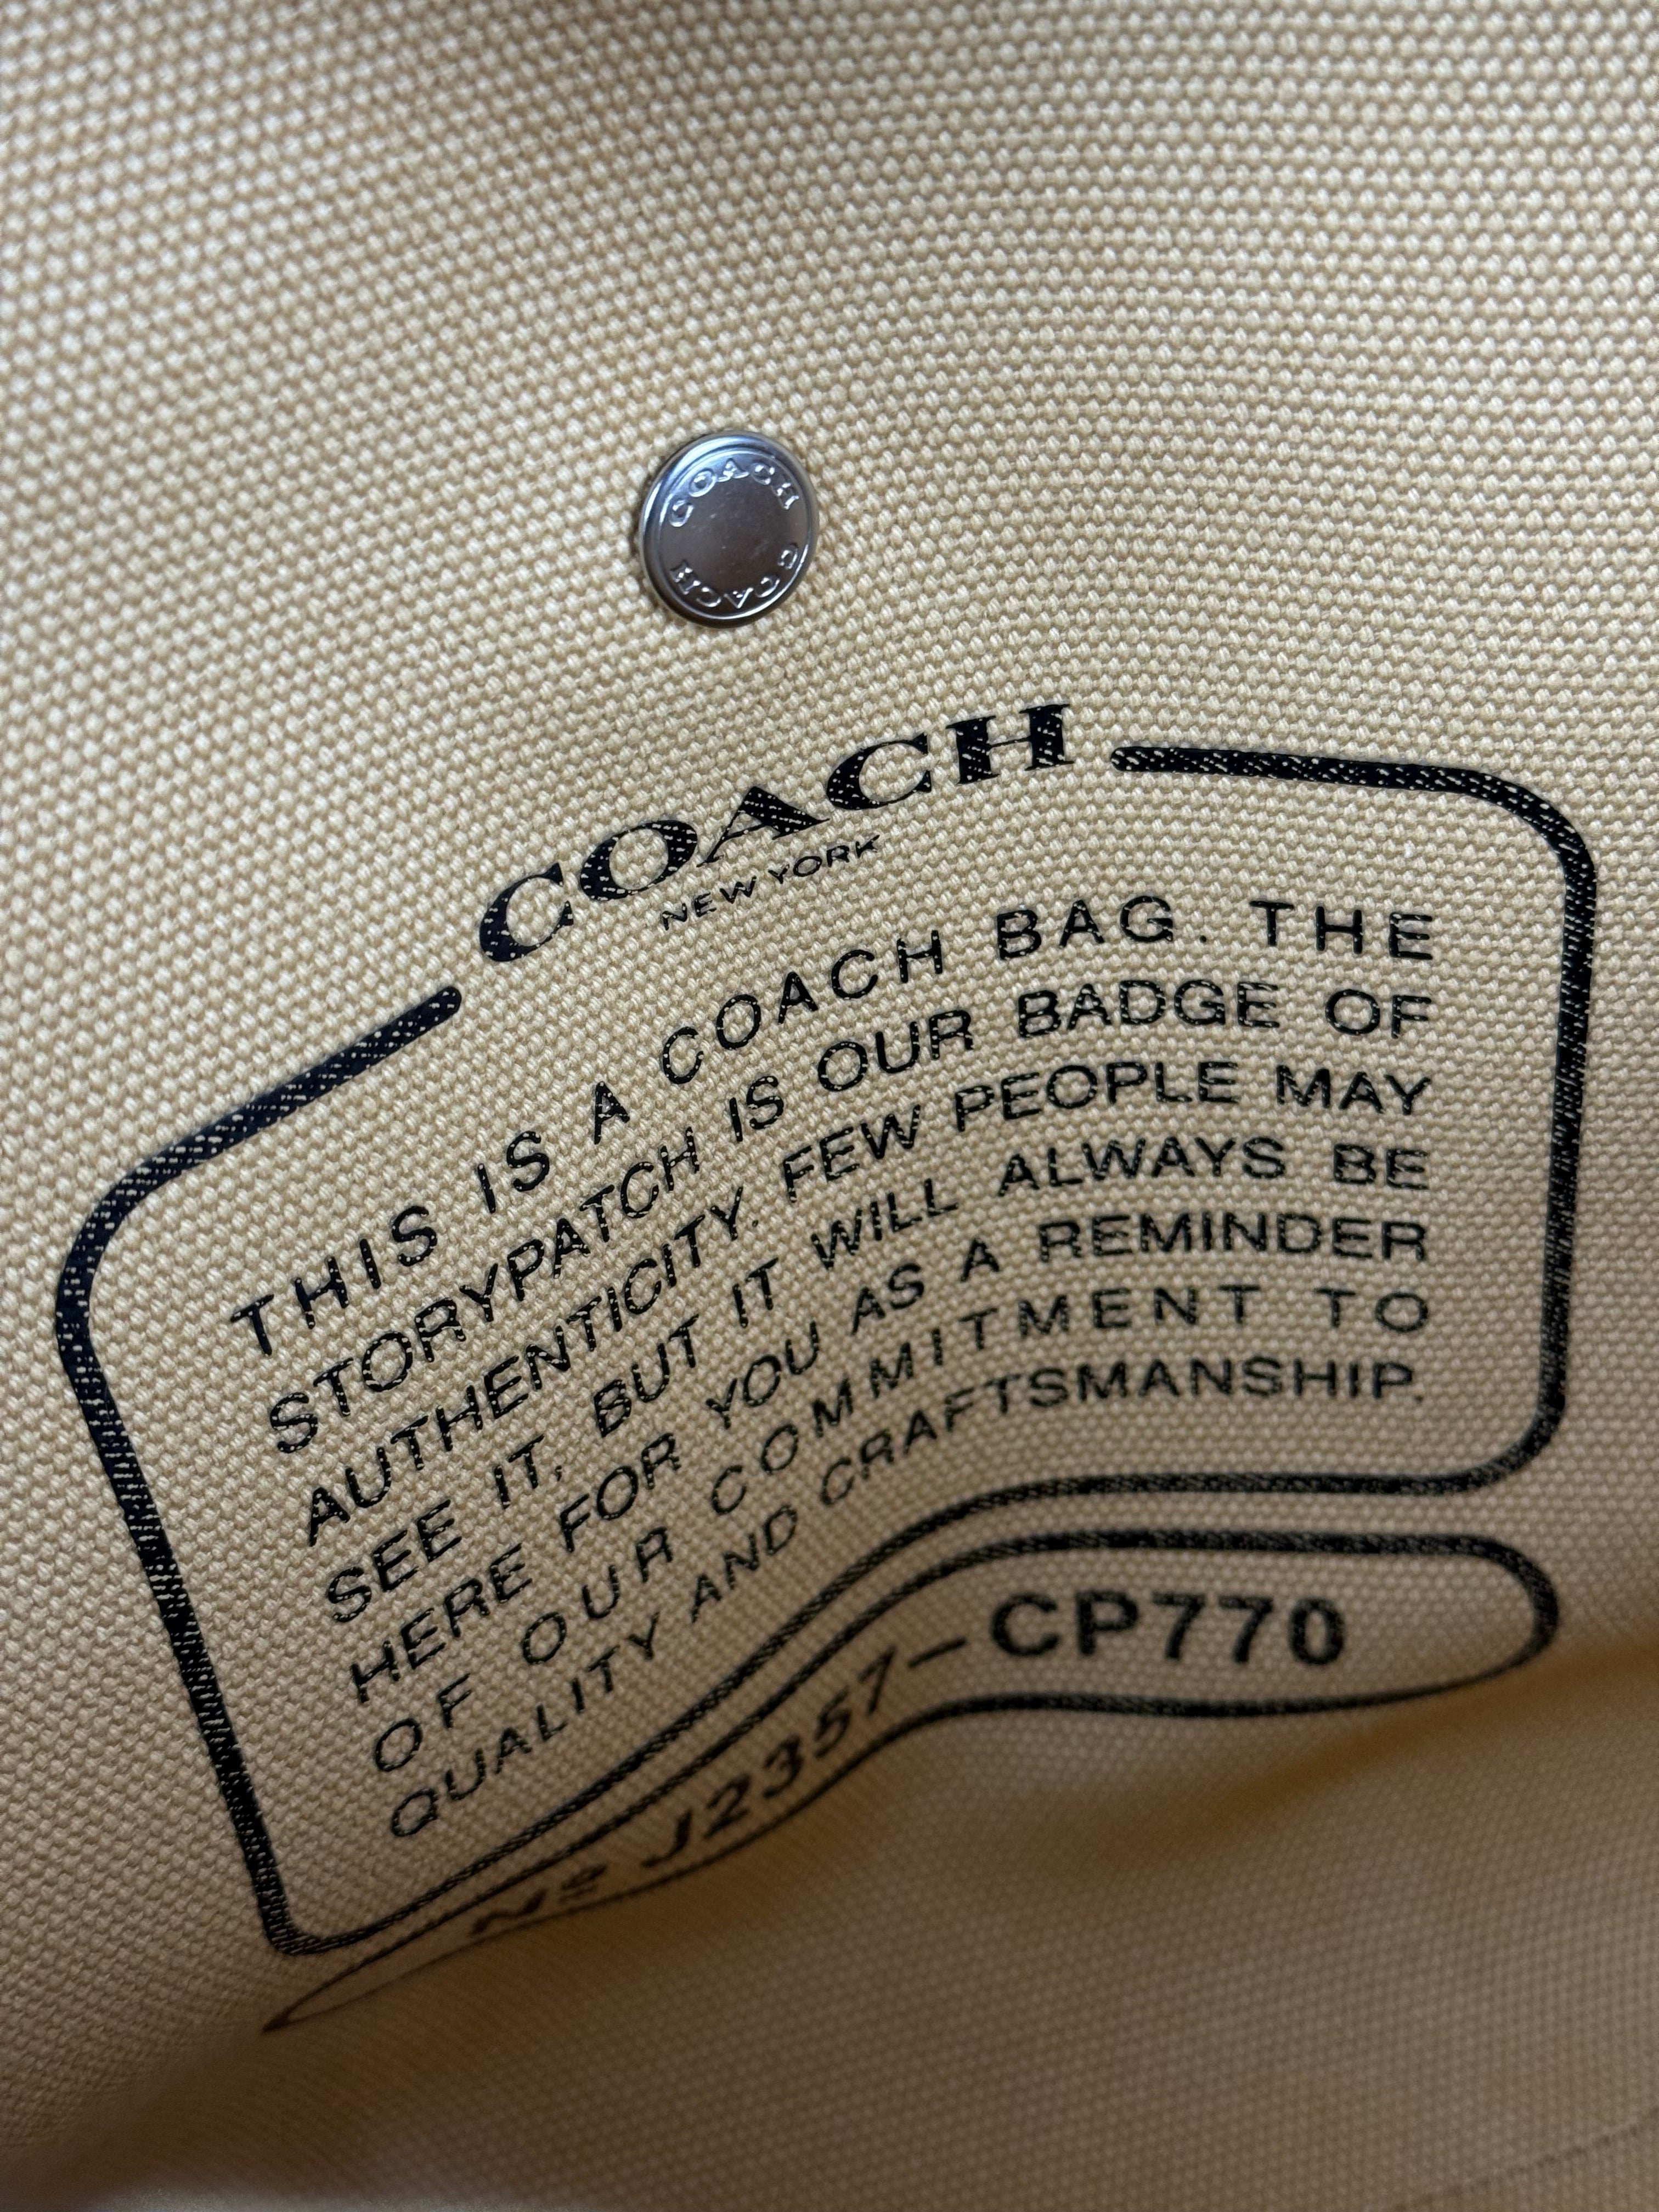 COACH COACH
COACH
NEW YORK
THIS IS A COACH BAG. THE
STORYPATCH IS OUR BADGE OF
AUTHENTICITY. FEW PEOPLE MAY
SEE IT, BUT IT WILL ALWAYS BE
HERE FOR YOU AS A REMINDER
OF OUR COMMITMENT TO
QUALITY AND CRAFTSMANSHIP.
Nº J2357-CP770